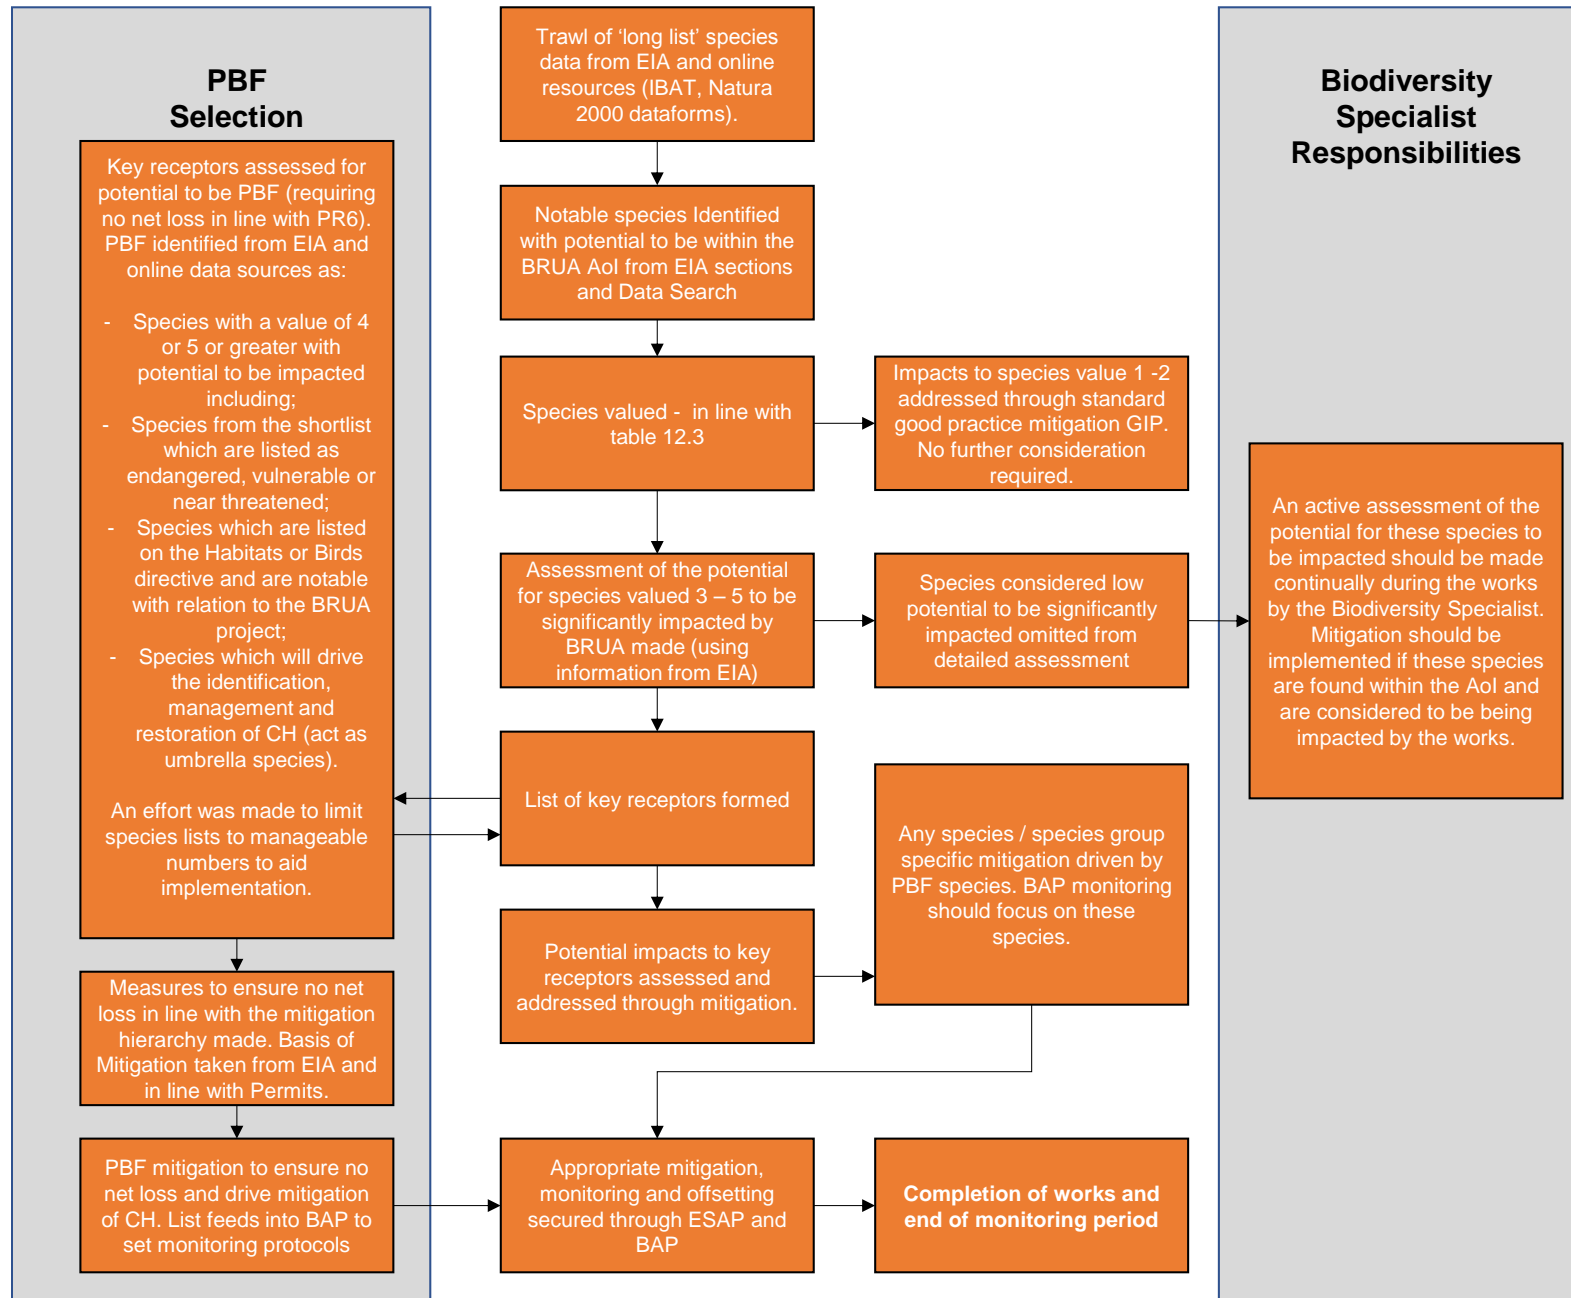 PBF
Selection
Key receptors assessed for
potential to be PBF (requiring
no net loss in line with PR6).
PBF identified from EIA and
online data sources as:
- Species with a value of 4
or 5 or greater with
potential to be impacted
including;
- Species from the shortlist
which are listed as
endangered, vulnerable or
near threatened;
- Species which are listed
on the Habitats or Birds
directive and are notable
with relation to the BRUA
project;
- Species which will drive
the identification,
management and
restoration of CH (act as
umbrella species).
An effort was made to limit
species lists to manageable
numbers to aid
implementation.
Measures to ensure no net
loss in line with the mitigation
hierarchy made. Basis of
Mitigation taken from EIA and
in line with Permits.
PBF mitigation to ensure no
net loss and drive mitigation
of CH. List feeds into BAP to
set monitoring protocols
Trawl of ‘long list’ species
data from EIA and online
resources (IBAT, Natura
2000 dataforms).
Notable species Identified
with potential to be within the
BRUA AoI from EIA sections
and Data Search
Species valued - in line with
table 12.3
Impacts to species value 1 -2
addressed through standard
good practice mitigation GIP.
No further consideration
required.
Assessment of the potential
for species valued 3 – 5 to be
significantly impacted by
BRUA made (using
information from EIA)
Species considered low
potential to be significantly
impacted omitted from
detailed assessment
List of key receptors formed
Potential impacts to key
receptors assessed and
addressed through mitigation.
Any species / species group
specific mitigation driven by
PBF species. BAP monitoring
should focus on these
species.
Appropriate mitigation,
monitoring and offsetting
secured through ESAP and
BAP
Completion of works and
end of monitoring period
Biodiversity
Specialist
Responsibilities
An active assessment of the
potential for these species to
be impacted should be made
continually during the works
by the Biodiversity Specialist.
Mitigation should be
implemented if these species
are found within the AoI and
are considered to be being
impacted by the works.